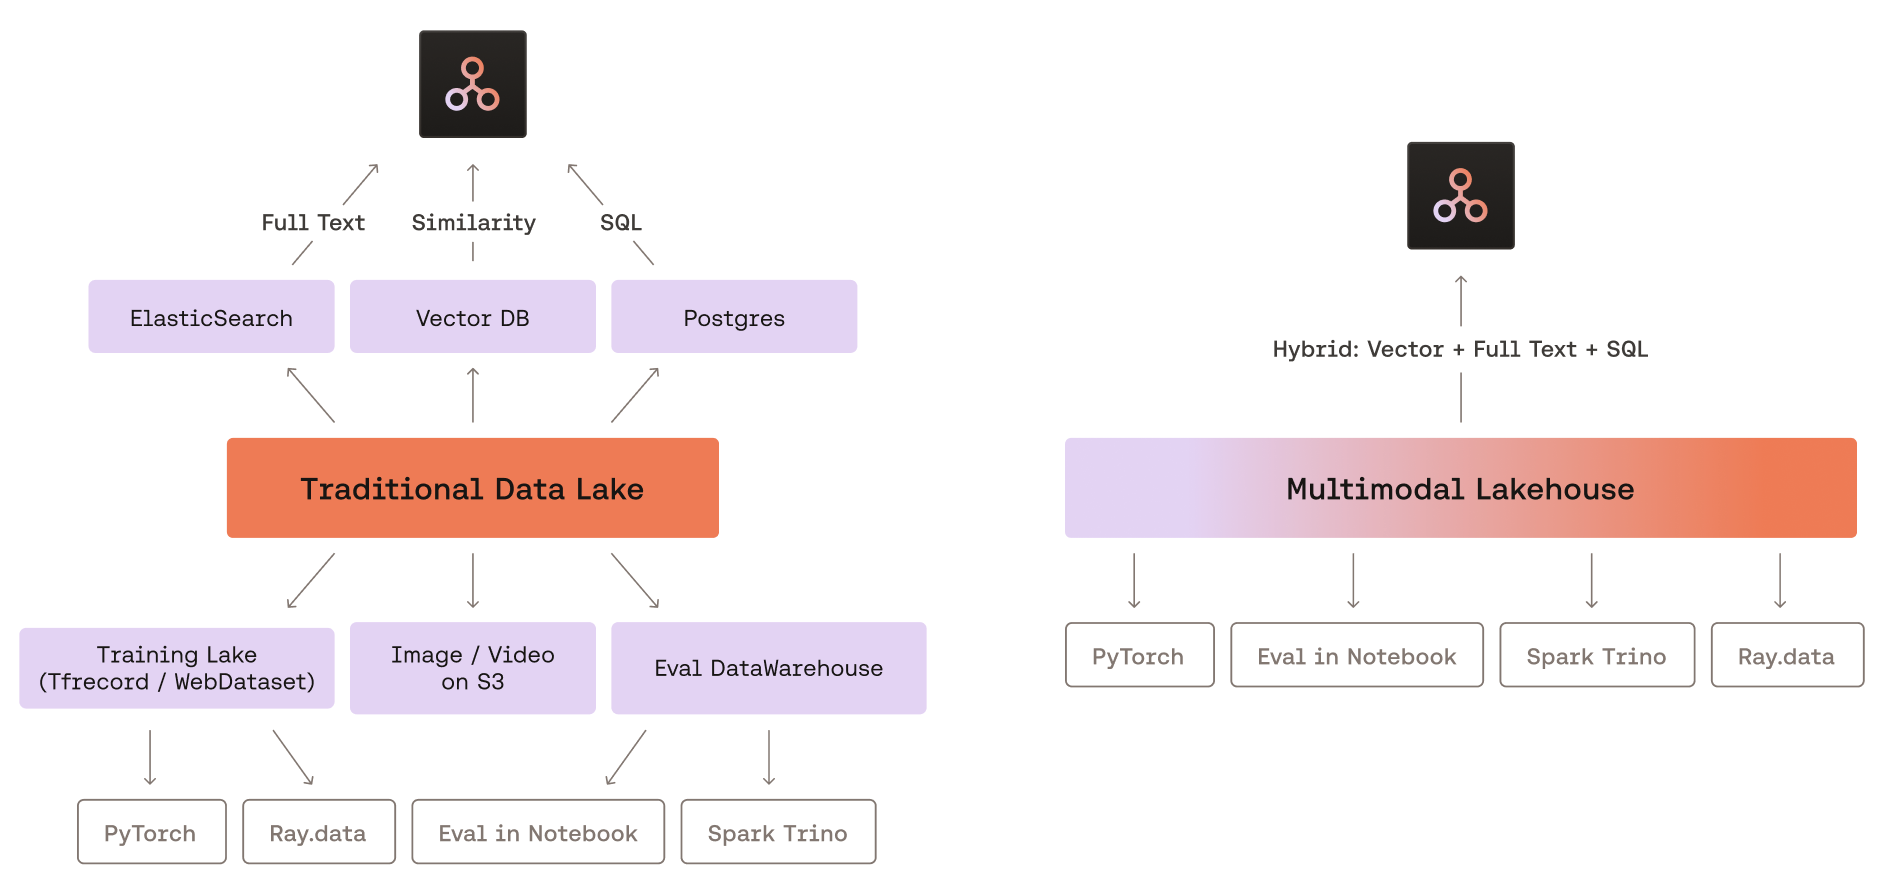 Full Text
Similarity
SQL
ElasticSearch
Vector DB
Postgres
Traditional Data Lake
Training Lake
(Tfrecord / WebDataset)
Image / Video
on S3
Eval DataWarehouse
PyTorch
Ray.data
Eval in Notebook
Spark Trino
Hybrid: Vector + Full Text + SQL
Multimodal Lakehouse
PyTorch
Eval in Notebook
Spark Trino
Ray.data